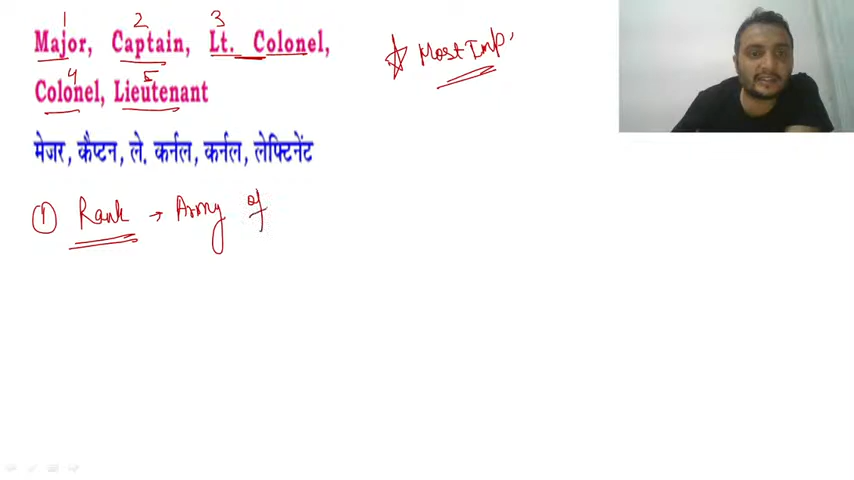 1 2 3
Major, Captain, Lt. Colonel,
4 5
Colonel, Lieutenant
मेजर, कैप्टन, ले. कर्नल, कर्नल, लेफ्टिनेंट
① Rank → Army of
☆ Most Imp.